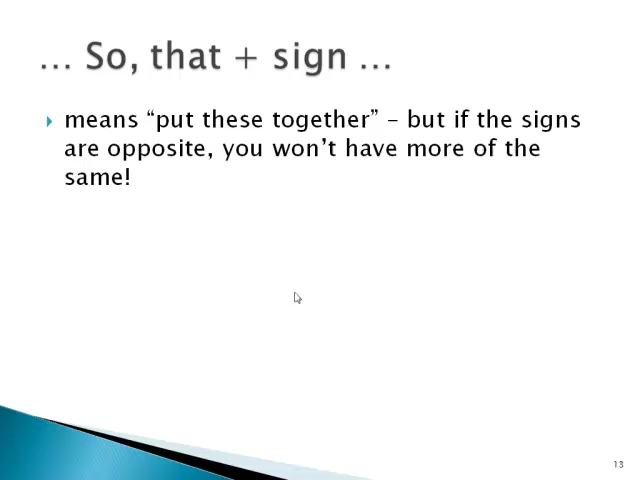 ... So, that + sign ...
means “put these together” – but if the signs
are opposite, you won’t have more of the
same!
13